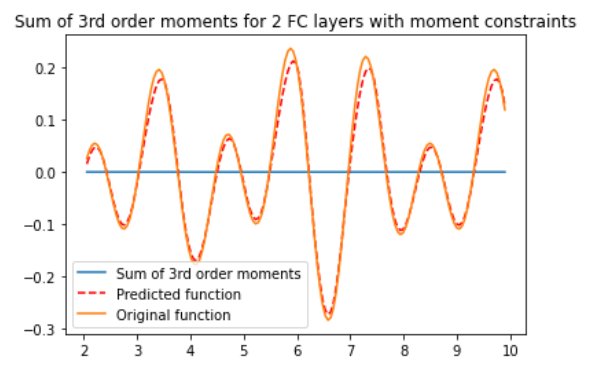 Sum of 3rd order moments for 2 FC layers with moment constraints
0.2
0.1
0.0
−0.1
−0.2
−0.3
Sum of 3rd order moments
Predicted function
Original function
2 3 4 5 6 7 8 9 10